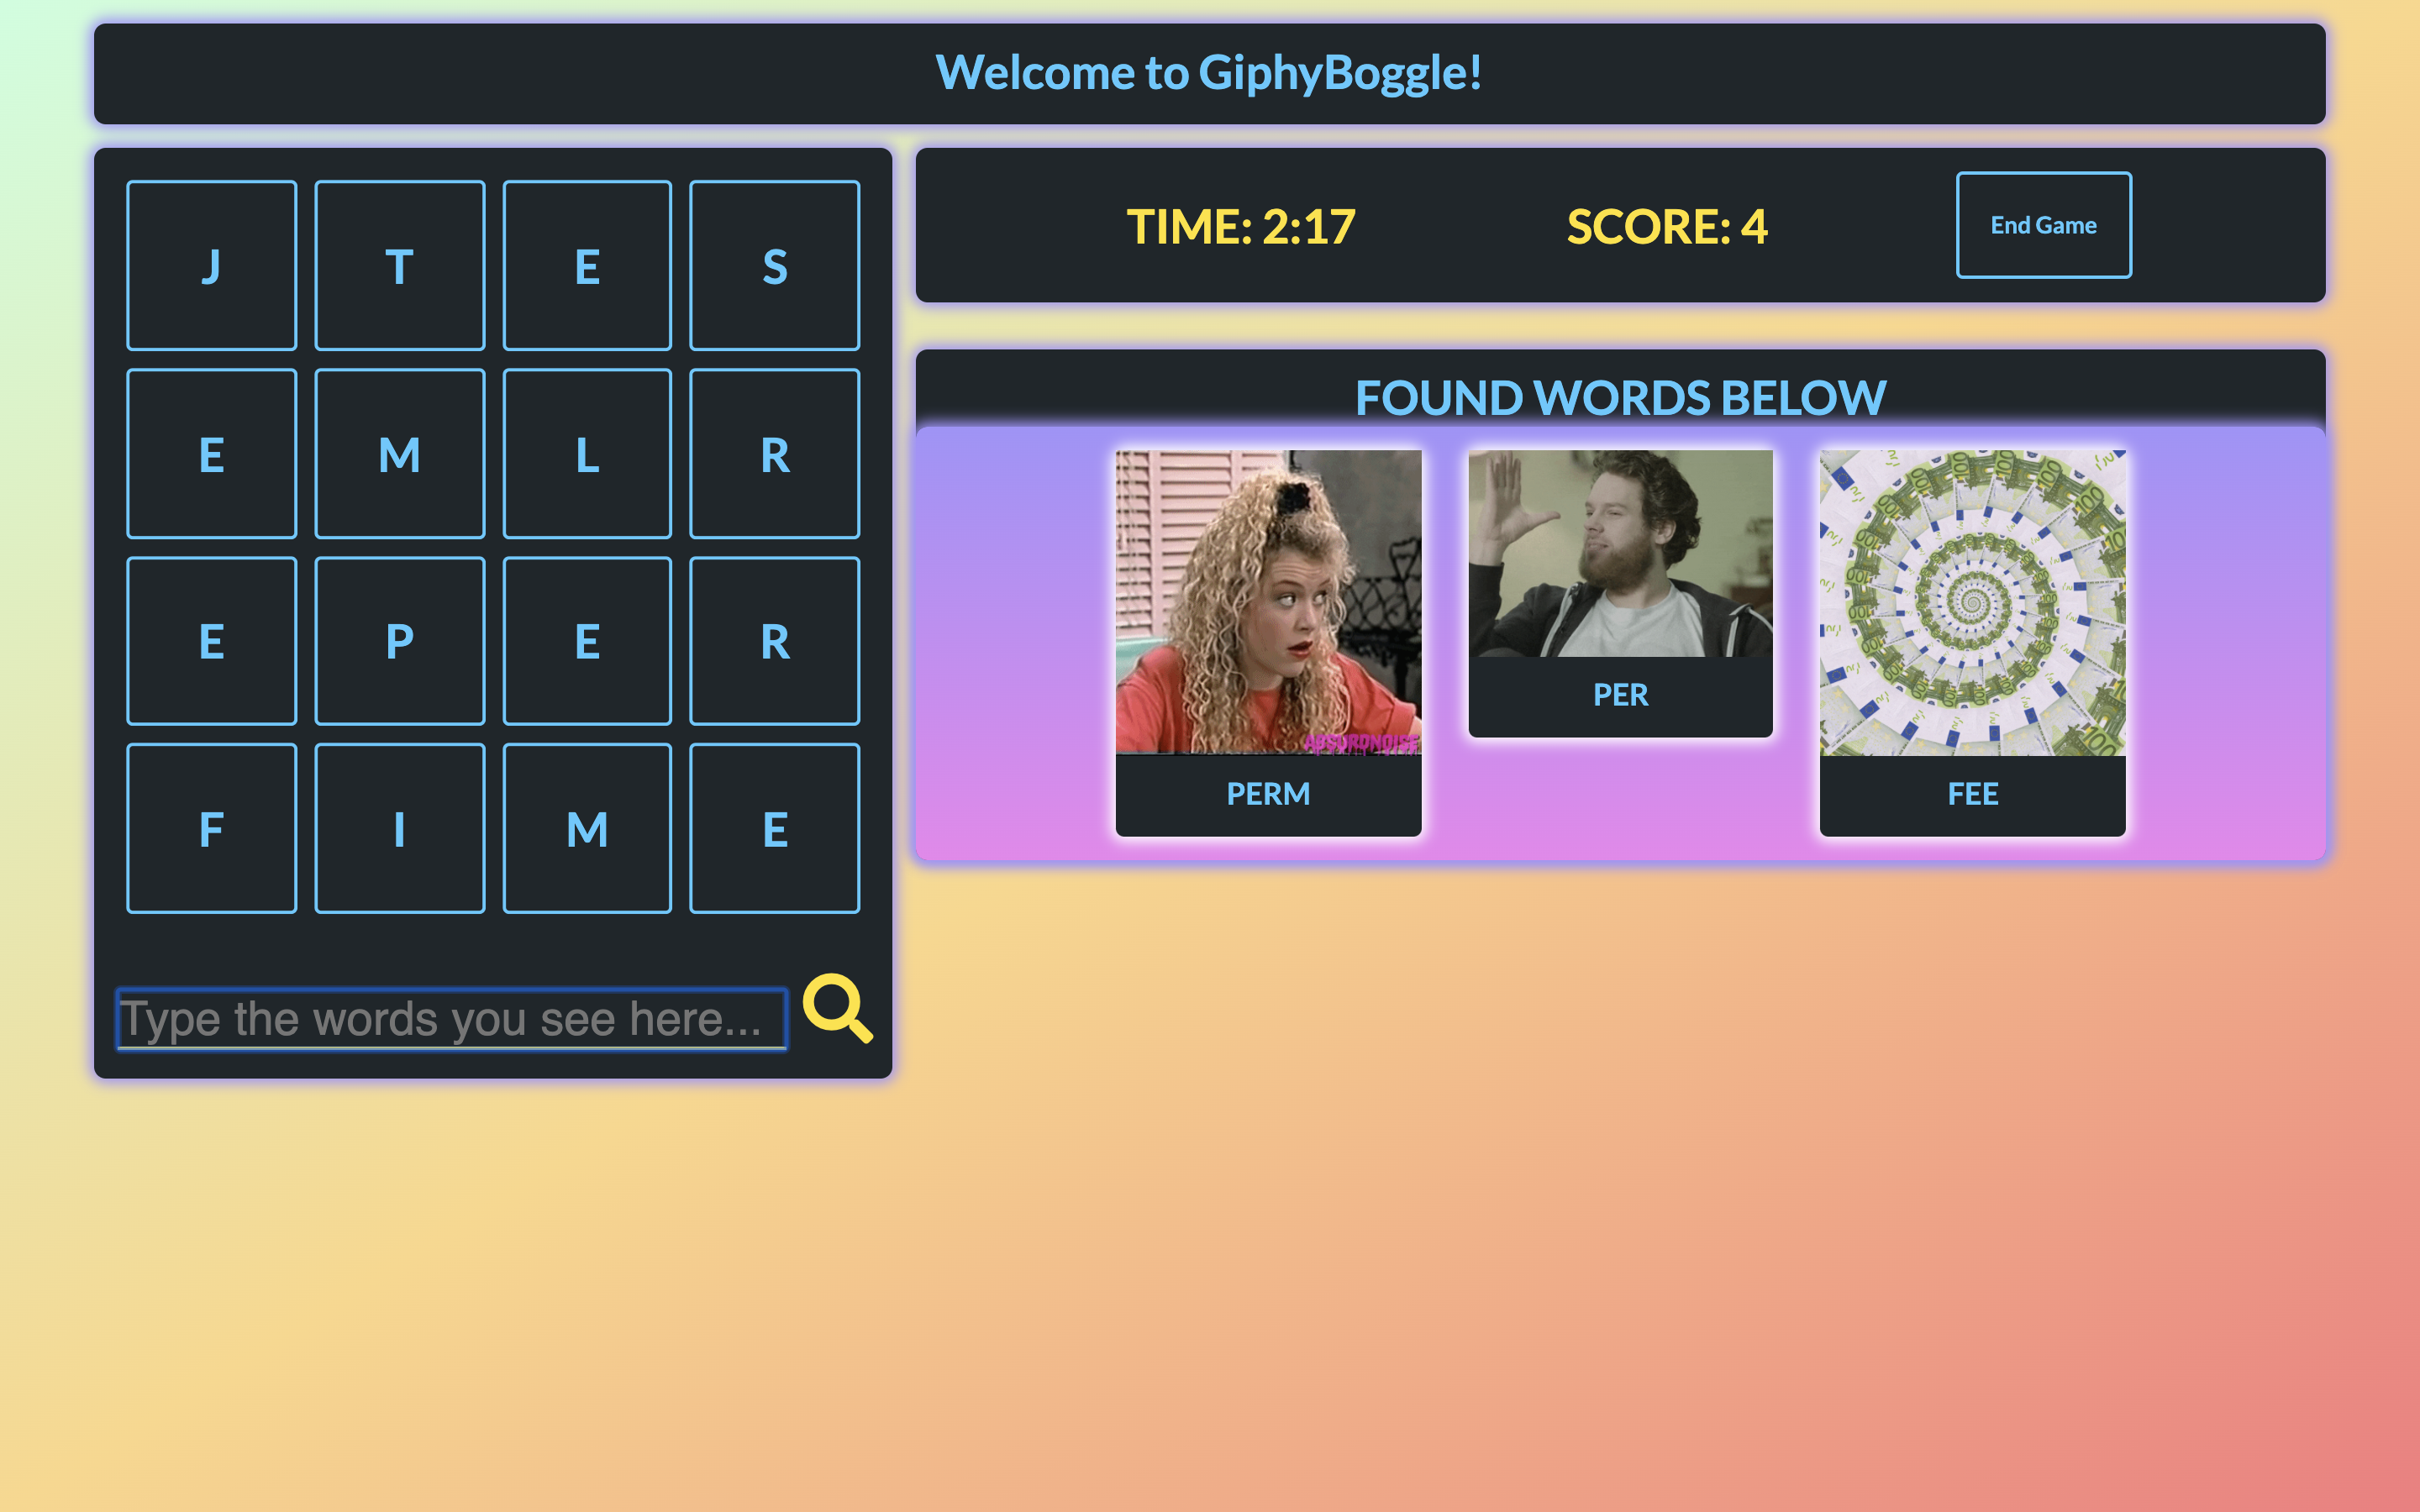 Welcome to GiphyBoggle!
J T E S
E M L R
E P E R
F I M E
Type the words you see here...
TIME: 2:17 SCORE: 4 End Game
FOUND WORDS BELOW
ABSURDNOISE
PERM
PER
FEE